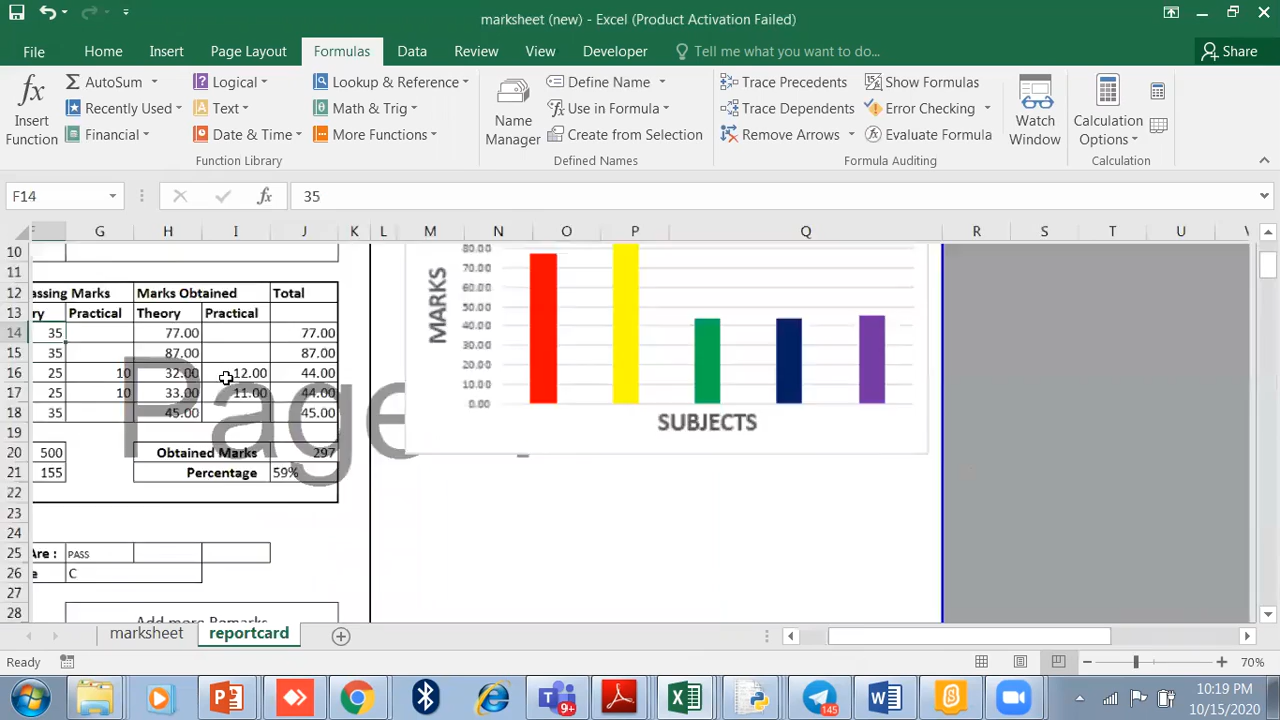 marksheet (new) - Excel (Product Activation Failed)
File Home Insert Page Layout Formulas Data Review View Developer Tell me what you want to do... Share
Insert Function
AutoSum
Recently Used
Financial
Logical
Text
Date & Time
Lookup & Reference
Math & Trig
More Functions
Function Library
Name Manager
Define Name
Use in Formula
Create from Selection
Defined Names
Trace Precedents
Trace Dependents
Remove Arrows
Show Formulas
Error Checking
Evaluate Formula
Formula Auditing
Watch Window
Calculation Options
Calculation
F14 fx 35
G H I J K L M N O P Q R S T U V
10
11
12 assing Marks Marks Obtained Total
13 ry Practical Theory Practical
14 35 77.00 77.00
15 35 87.00 87.00
16 25 10 32.00 12.00 44.00
17 25 10 33.00 11.00 44.00
18 35 45.00 45.00
19
20 500 Obtained Marks 297
21 155 Percentage 59%
22
23
24
25 Are : PASS
26 e C
27
28 Add more Remarks
Page
MARKS
80.00
70.00
60.00
50.00
40.00
30.00
20.00
10.00
0.00
SUBJECTS
marksheet reportcard
Ready 70%
9+
145
10:19 PM
10/15/2020